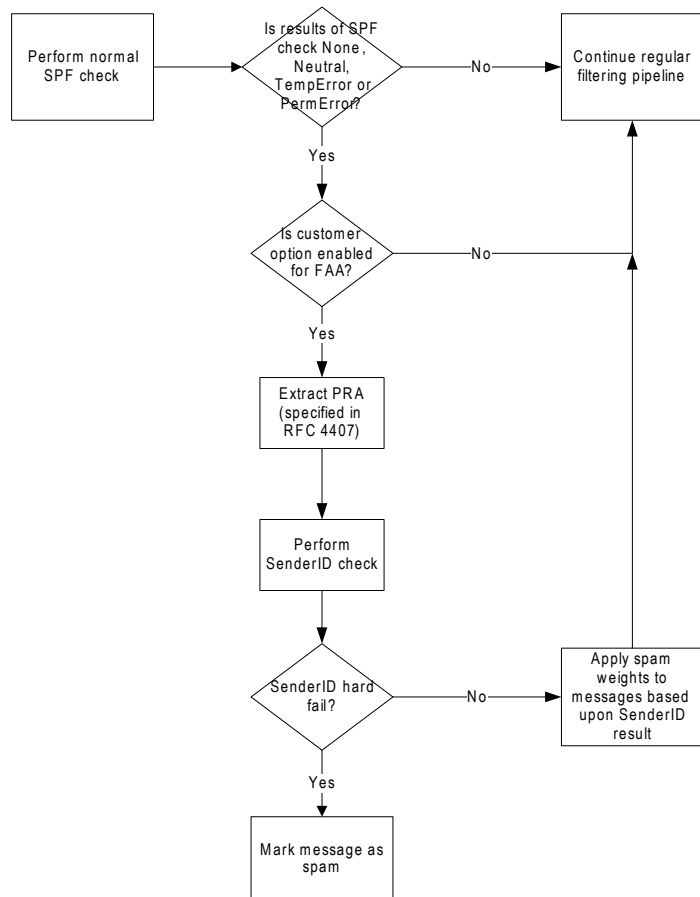 Perform normal
SPF check
Is results of SPF
check None,
Neutral,
TempError or
PermError?
No
Continue regular
filtering pipeline
Yes
Is customer
option enabled
for FAA?
No
Yes
Extract PRA
(specified in
RFC 4407)
Perform
SenderID check
SenderID hard
fail?
No
Apply spam
weights to
messages based
upon SenderID
result
Yes
Mark message as
spam